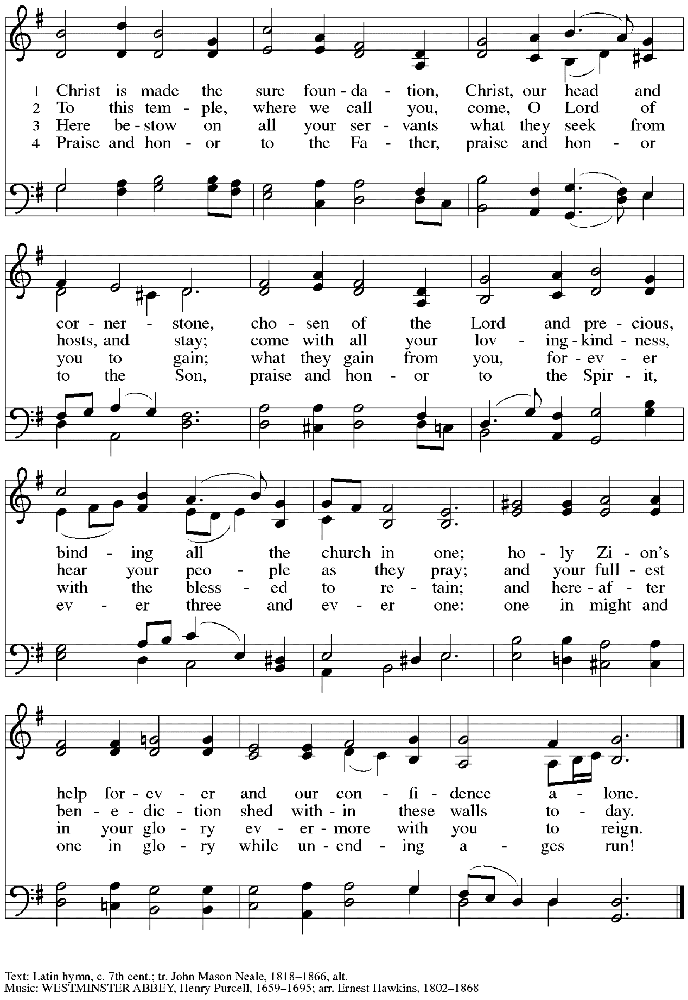 1 Christ is made the sure foun - da - tion, Christ, our head and
2 To this tem - ple, where we call you, come, O Lord of
3 Here be - stow on all your ser - vants what they seek from
4 Praise and hon - or to the Fa - ther, praise and hon - or
cor - ner - stone, cho - sen of the Lord and pre - cious,
hosts, and stay; come with all your lov - ing - kind - ness,
you to gain; what they gain from you, for - ev - er
to the Son, praise and hon - or to the Spir - it,
bind - ing all the church in one; ho - ly Zi - on's
hear your peo - ple as they pray; and your full - est
with the bless - ed to re - tain; and here - af - ter
ev - er three and ev - er one: one in might and
help for - ev - er and our con - fi - dence a - lone.
ben - e - dic - tion shed with - in these walls to - day.
in your glo - ry ev - er - more with you to reign.
one in glo - ry while un - end - ing a - ges run!
Text: Latin hymn, c. 7th cent.; tr. John Mason Neale, 1818–1866, alt.
Music: WESTMINSTER ABBEY, Henry Purcell, 1659–1695; arr. Ernest Hawkins, 1802–1868